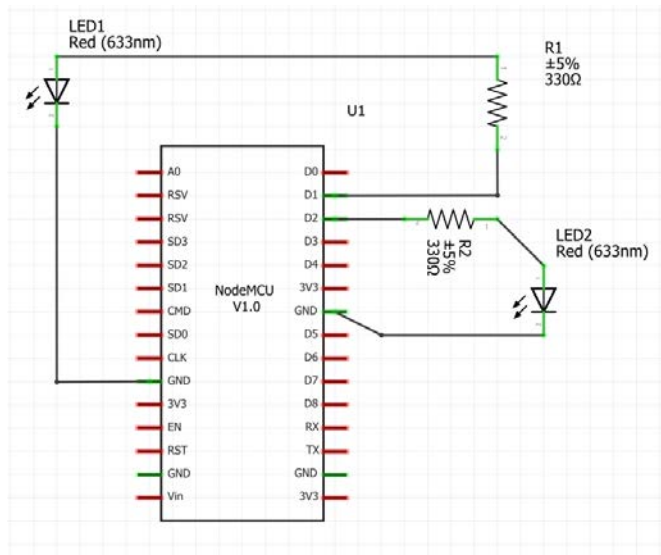 LED1
Red (633nm)
R1
±5%
330Ω
U1
A0
RSV
RSV
SD3
SD2
SD1
CMD
SD0
CLK
GND
3V3
EN
RST
GND
Vin
NodeMCU
V1.0
D0
D1
D2
D3
D4
3V3
GND
D5
D6
D7
D8
RX
TX
GND
3V3
R2
±5%
330Ω
LED2
Red (633nm)